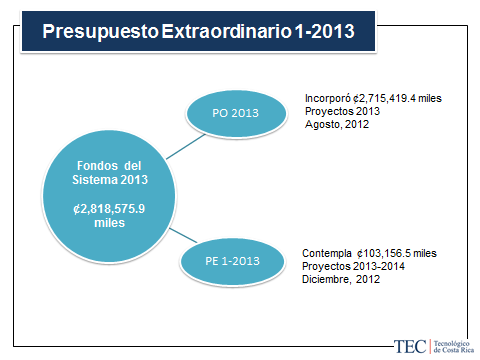 Presupuesto Extraordinario 1-2013
PO 2013
Incorporó ¢2,715,419.4 miles
Proyectos 2013
Agosto, 2012
Fondos del
Sistema 2013
¢2,818,575.9
miles
PE 1-2013
Contempla ¢103,156.5 miles
Proyectos 2013-2014
Diciembre, 2012
TEC | Tecnológico
de Costa Rica